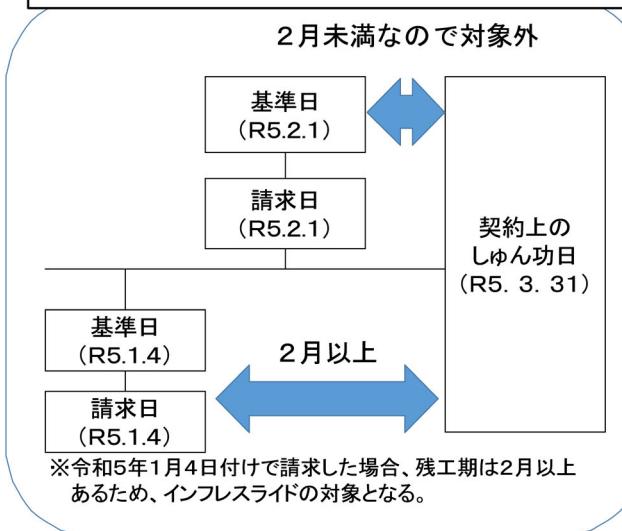 ２月未満なので対象外
基準日
（R5.2.1）
請求日
（R5.2.1）
契約上の
しゅん功日
（R5. 3. 31）
基準日
（R5.1.4）
２月以上
請求日
（R5.1.4）
※令和5年1月4日付けで請求した場合、残工期は2月以上
あるため、インフレスライドの対象となる。